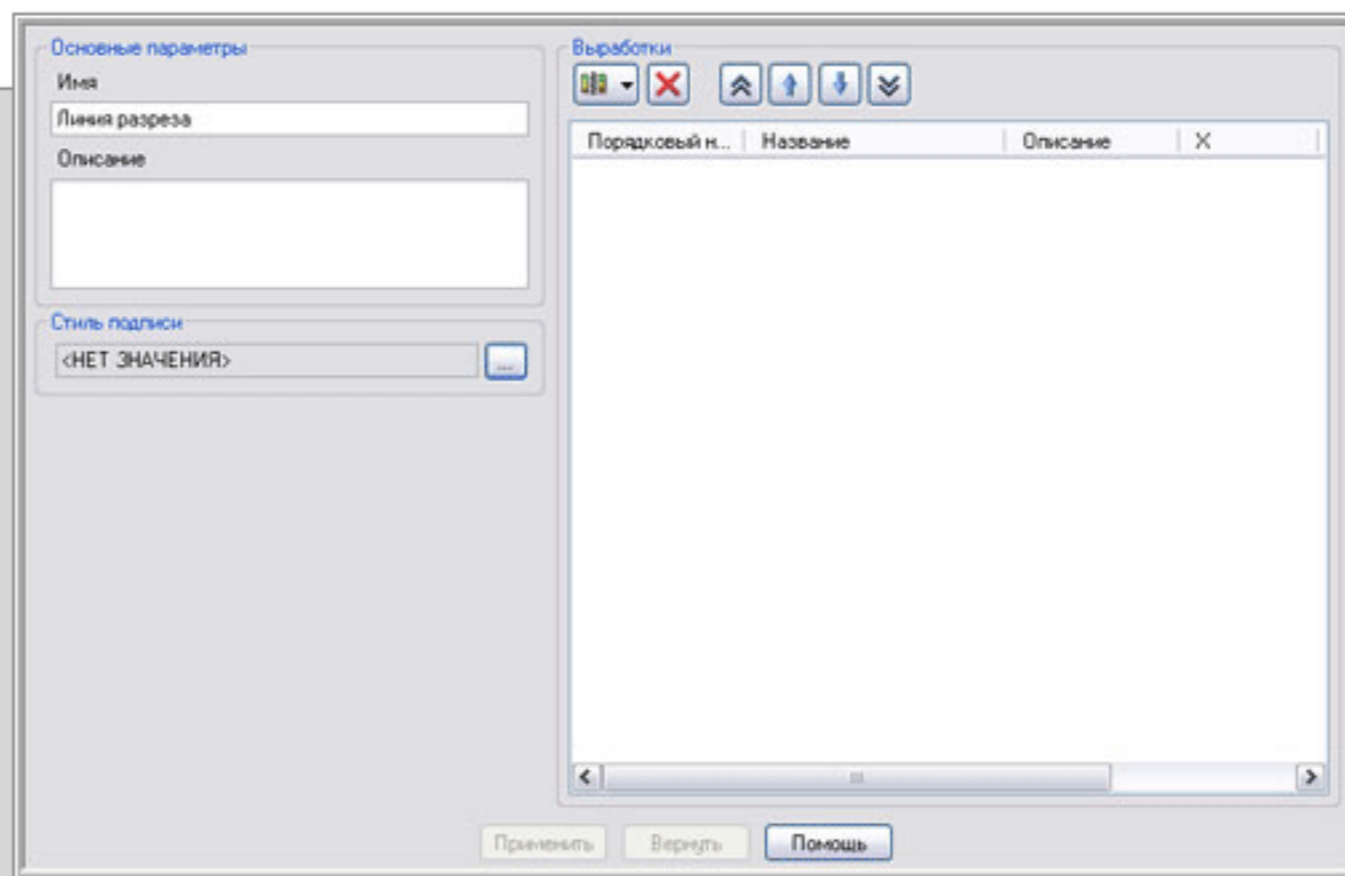 Основные параметры
Имя
Линия разреза
Описание
Стиль подписи
<НЕТ ЗНАЧЕНИЯ>
...
Выработки
Порядковый н... Название Описание X
Применить Вернуть Помощь